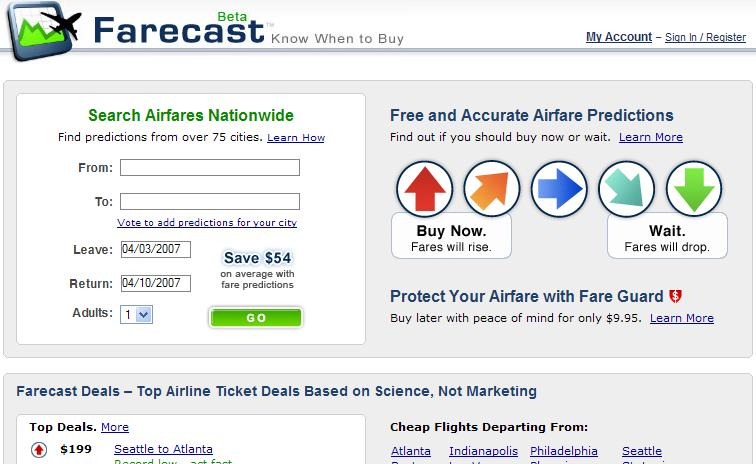 Beta
Farecast™
Know When to Buy
My Account – Sign In / Register
Search Airfares Nationwide
Find predictions from over 75 cities. Learn How
From:
To:
Vote to add predictions for your city
Leave: 04/03/2007
Return: 04/10/2007
Adults: 1
Save $54
on average with
fare predictions
GO
Free and Accurate Airfare Predictions
Find out if you should buy now or wait. Learn More
Buy Now.
Fares will rise.
Wait.
Fares will drop.
Protect Your Airfare with Fare Guard
Buy later with peace of mind for only $9.95. Learn More
Farecast Deals – Top Airline Ticket Deals Based on Science, Not Marketing
Top Deals. More
$199 Seattle to Atlanta
Record low - act fast
Cheap Flights Departing From:
Atlanta Indianapolis Philadelphia Seattle